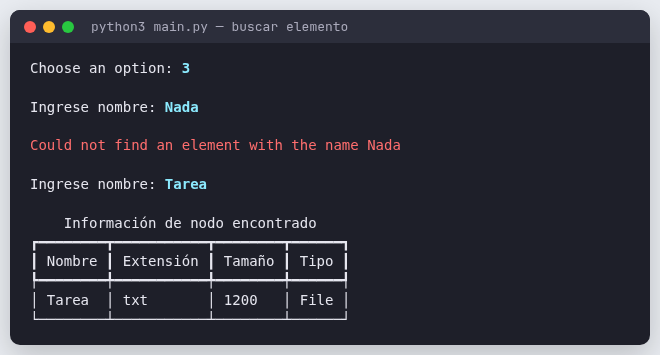 python3 main.py — buscar elemento
Choose an option: 3
Ingrese nombre: Nada
Could not find an element with the name Nada
Ingrese nombre: Tarea
Información de nodo encontrado
Nombre Extensión Tamaño Tipo
Tarea txt 1200 File